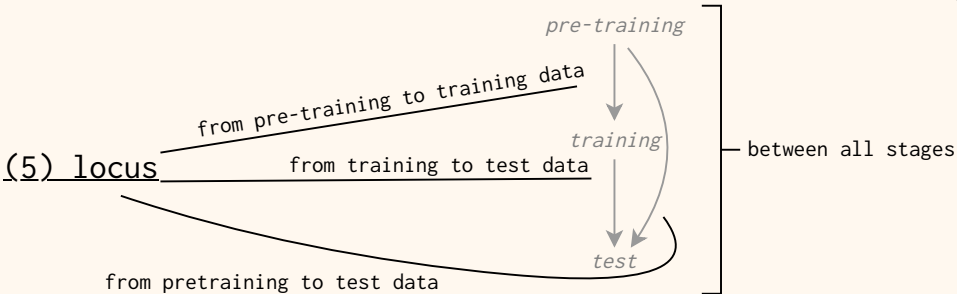 pre-training
from pre-training to training data
training
between all stages
(5) locus
from training to test data
test
from pretraining to test data